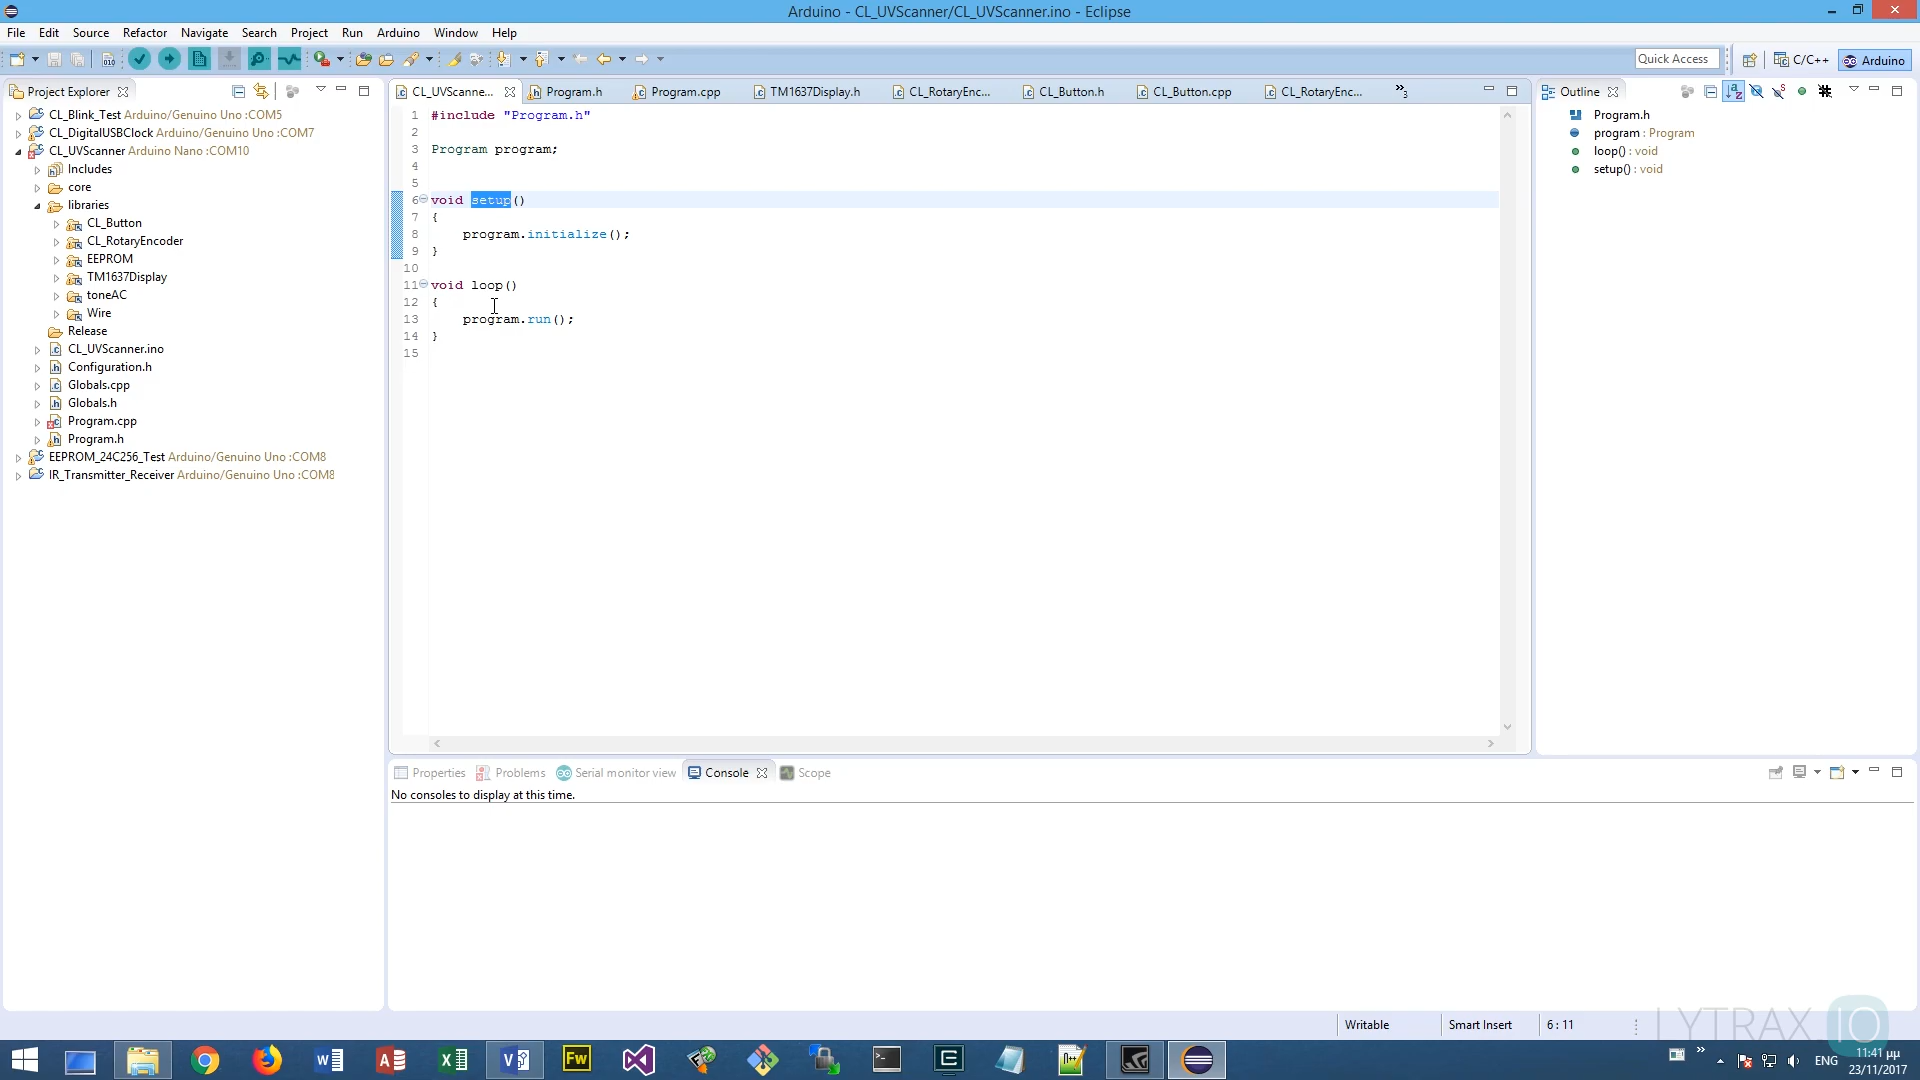 Arduino - CL_UVScanner/CL_UVScanner.ino - Eclipse
File Edit Source Refactor Navigate Search Project Run Arduino Window Help
Quick Access
C/C++
Arduino
Project Explorer
CL_Blink_Test Arduino/Genuino Uno :COM5
CL_DigitalUSBClock Arduino/Genuino Uno :COM7
CL_UVScanner Arduino Nano :COM10
Includes
core
libraries
CL_Button
CL_RotaryEncoder
EEPROM
TM1637Display
toneAC
Wire
Release
CL_UVScanner.ino
Configuration.h
Globals.cpp
Globals.h
Program.cpp
Program.h
EEPROM_24C256_Test Arduino/Genuino Uno :COM8
IR_Transmitter_Receiver Arduino/Genuino Uno :COM8
CL_UVScanne... Program.h Program.cpp TM1637Display.h CL_RotaryEnc... CL_Button.h CL_Button.cpp CL_RotaryEnc... »3
1 #include "Program.h"
2
3 Program program;
4
5
6 void setup()
7 {
8 program.initialize();
9 }
10
11 void loop()
12 {
13 program.run();
14 }
15
Outline
Program.h
program : Program
loop() : void
setup() : void
Properties Problems Serial monitor view Console Scope
No consoles to display at this time.
Writable Smart Insert 6 : 11
LYTRAX.IO
ENG
11:41 μμ
23/11/2017